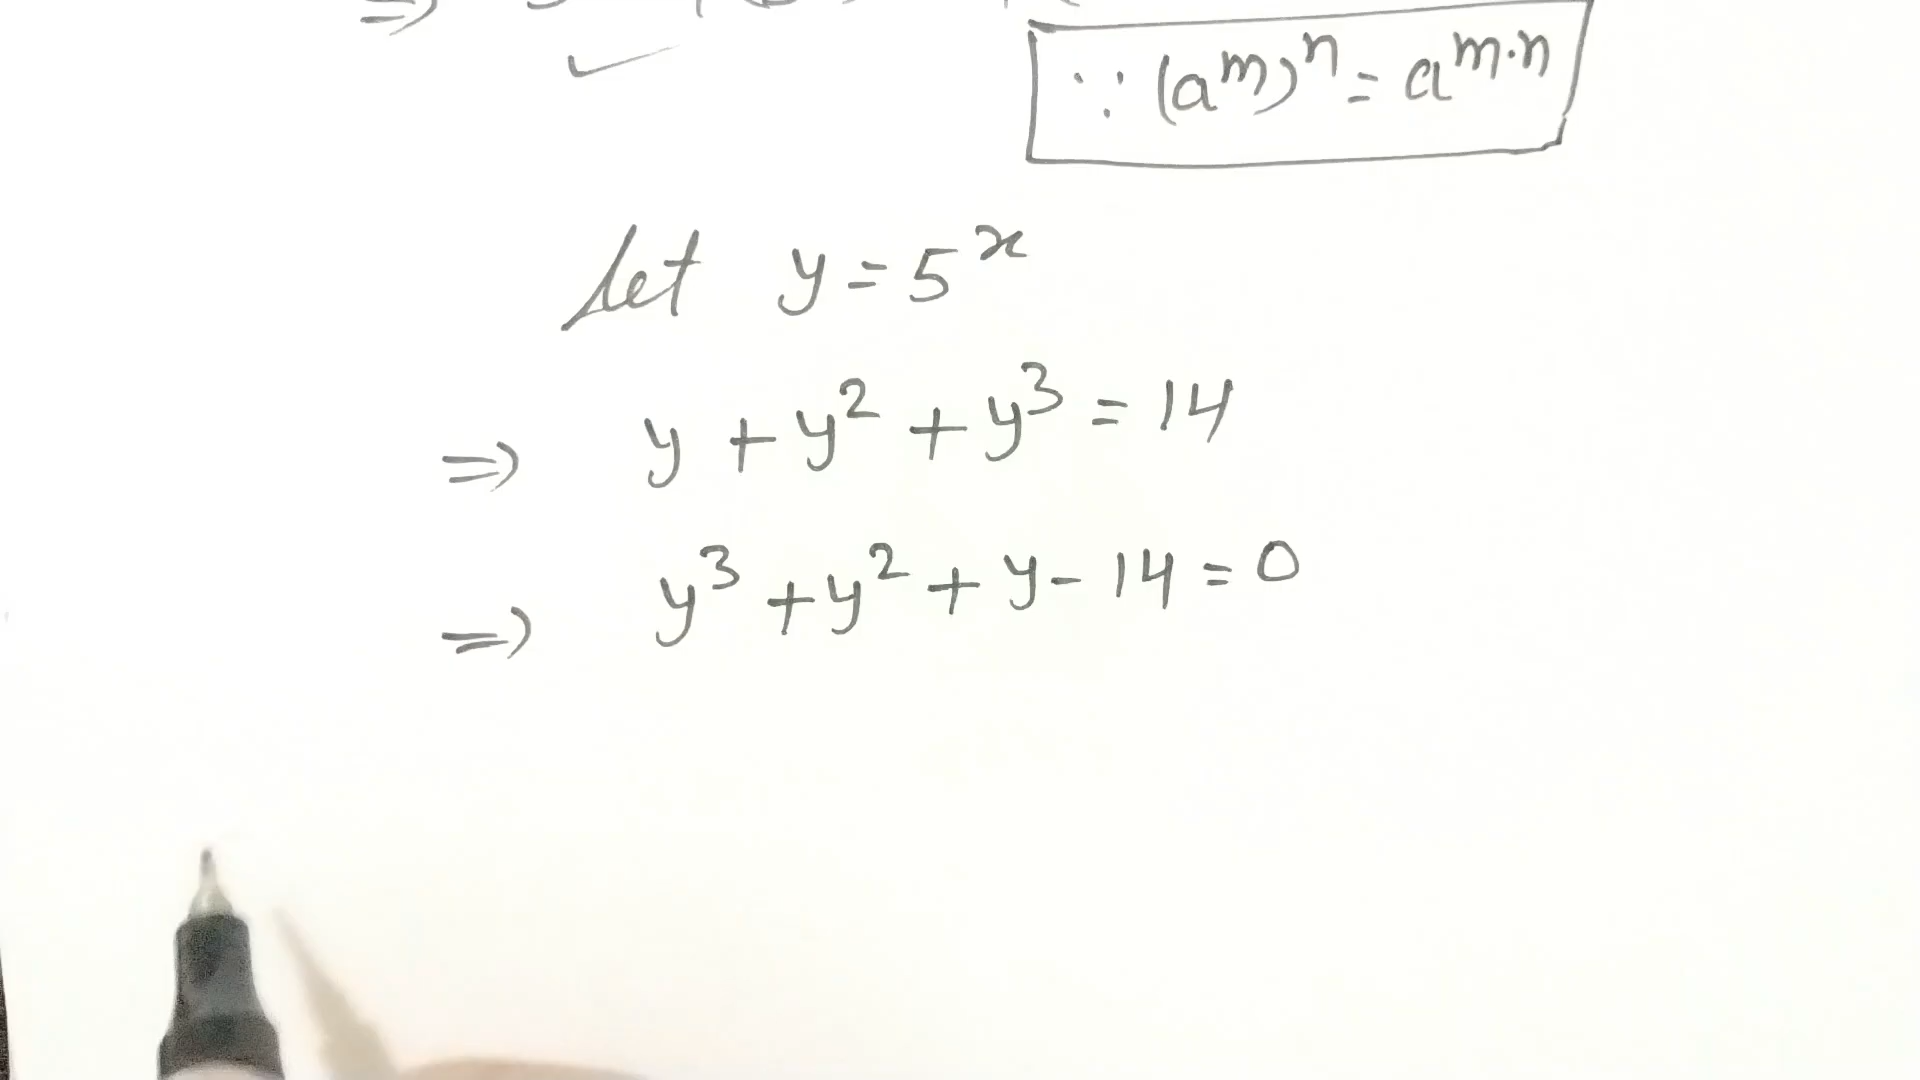 ∵ (a^m)^n = a^m·n
Let y = 5^x
⇒ y + y^2 + y^3 = 14
⇒ y^3 + y^2 + y - 14 = 0